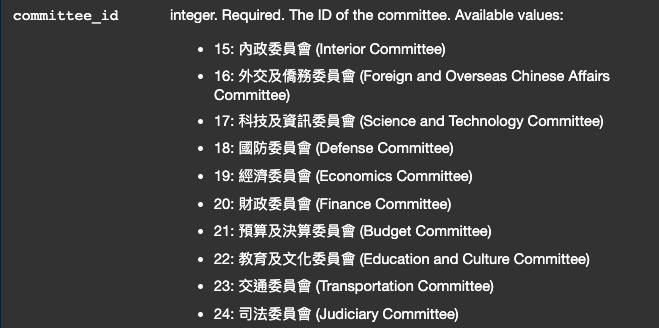 committee_id integer. Required. The ID of the committee. Available values:
• 15: 內政委員會 (Interior Committee)
• 16: 外交及僑務委員會 (Foreign and Overseas Chinese Affairs
Committee)
• 17: 科技及資訊委員會 (Science and Technology Committee)
• 18: 國防委員會 (Defense Committee)
• 19: 經濟委員會 (Economics Committee)
• 20: 財政委員會 (Finance Committee)
• 21: 預算及決算委員會 (Budget Committee)
• 22: 教育及文化委員會 (Education and Culture Committee)
• 23: 交通委員會 (Transportation Committee)
• 24: 司法委員會 (Judiciary Committee)